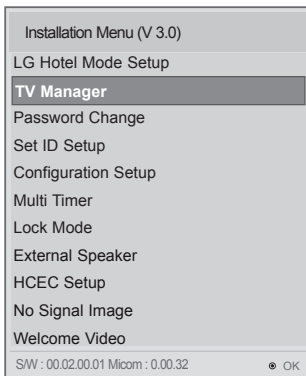 Installation Menu (V 3.0)
LG Hotel Mode Setup
TV Manager
Password Change
Set ID Setup
Configuration Setup
Multi Timer
Lock Mode
External Speaker
HCEC Setup
No Signal Image
Welcome Video
S/W : 00.02.00.01 Micom : 0.00.32 ◉ OK